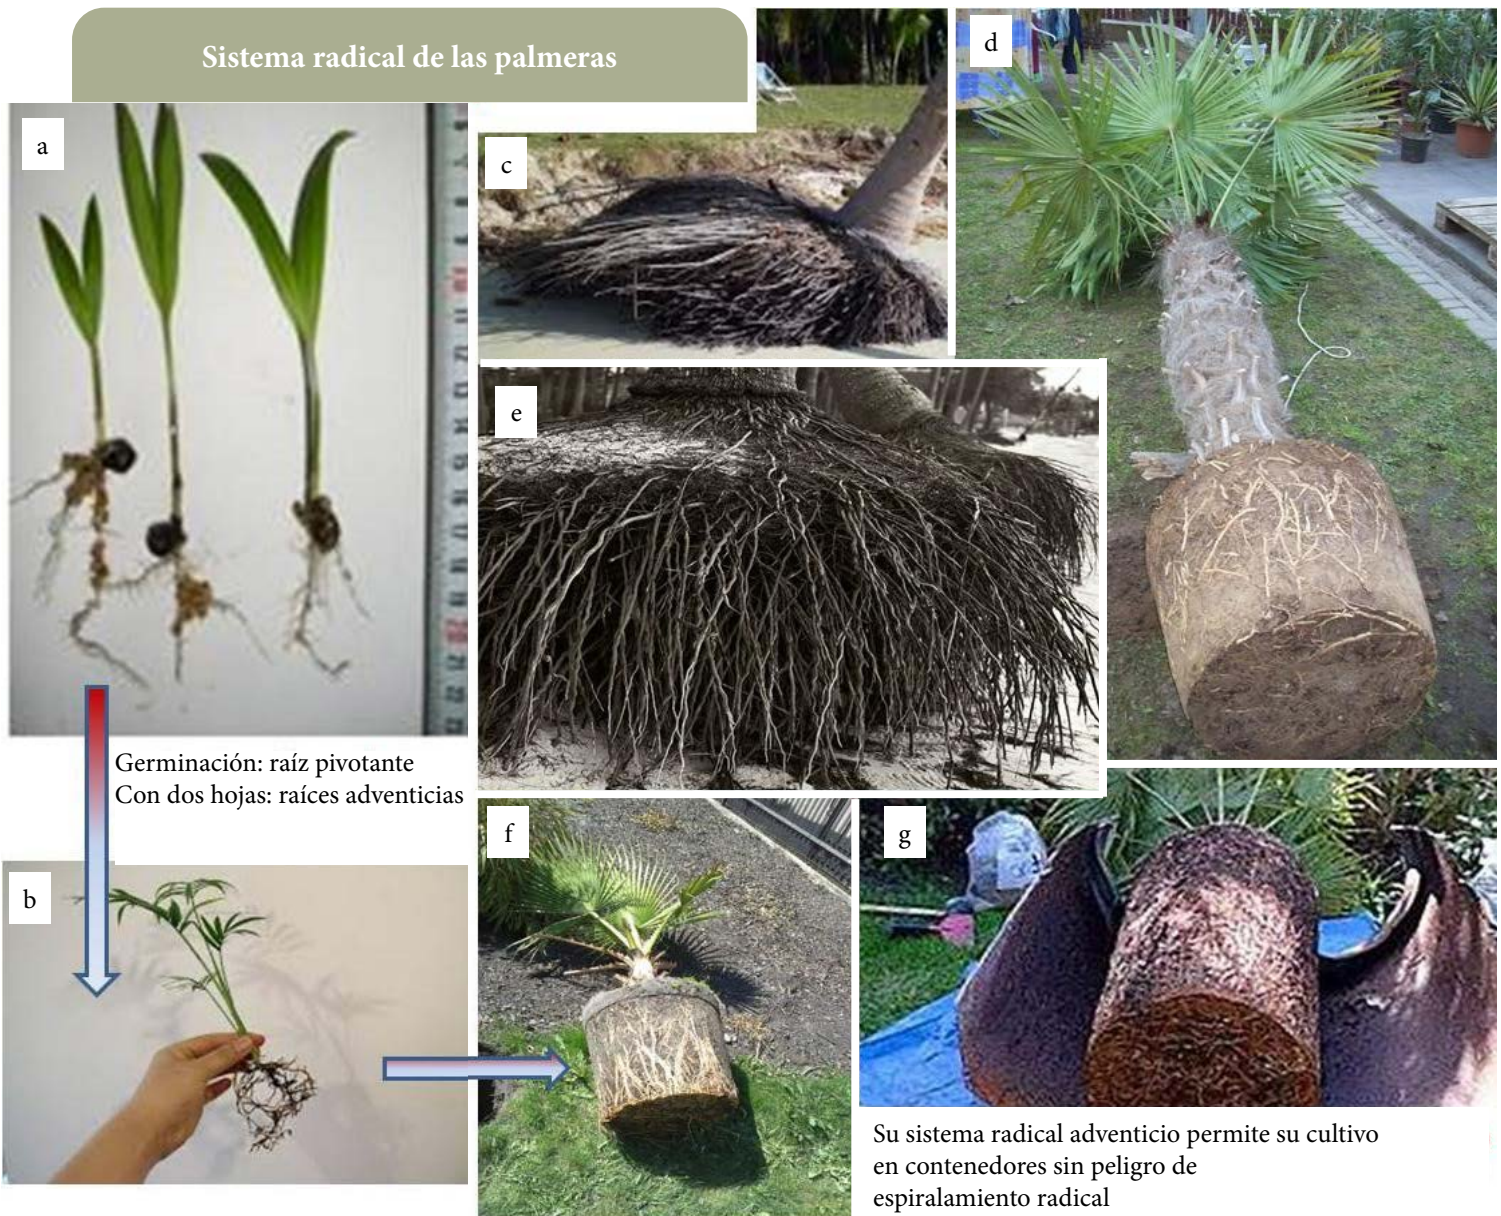 Sistema radical de las palmeras
a
c
d
e
Germinación: raíz pivotante
Con dos hojas: raíces adventicias
b
f
g
Su sistema radical adventicio permite su cultivo
en contenedores sin peligro de
espiralamiento radical